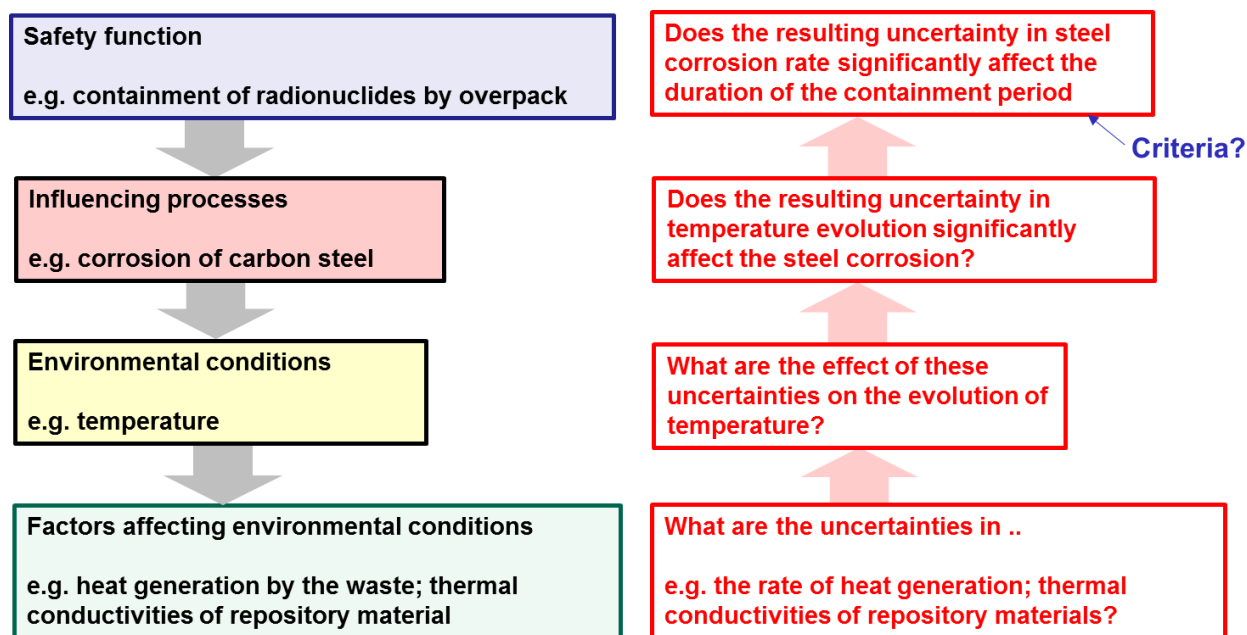 Safety function
e.g. containment of radionuclides by overpack
Influencing processes
e.g. corrosion of carbon steel
Environmental conditions
e.g. temperature
Factors affecting environmental conditions
e.g. heat generation by the waste; thermal
conductivities of repository material
Does the resulting uncertainty in steel
corrosion rate significantly affect the
duration of the containment period
Criteria?
Does the resulting uncertainty in
temperature evolution significantly
affect the steel corrosion?
What are the effect of these
uncertainties on the evolution of
temperature?
What are the uncertainties in ..
e.g. the rate of heat generation; thermal
conductivities of repository materials?